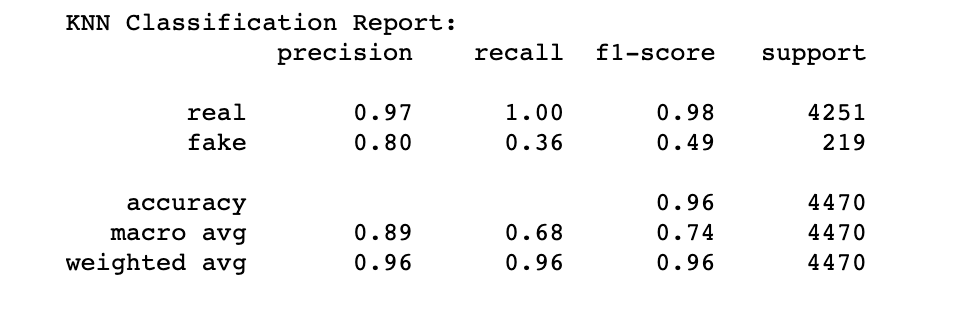 KNN Classification Report:
precision recall f1-score support
real 0.97 1.00 0.98 4251
fake 0.80 0.36 0.49 219
accuracy 0.96 4470
macro avg 0.89 0.68 0.74 4470
weighted avg 0.96 0.96 0.96 4470